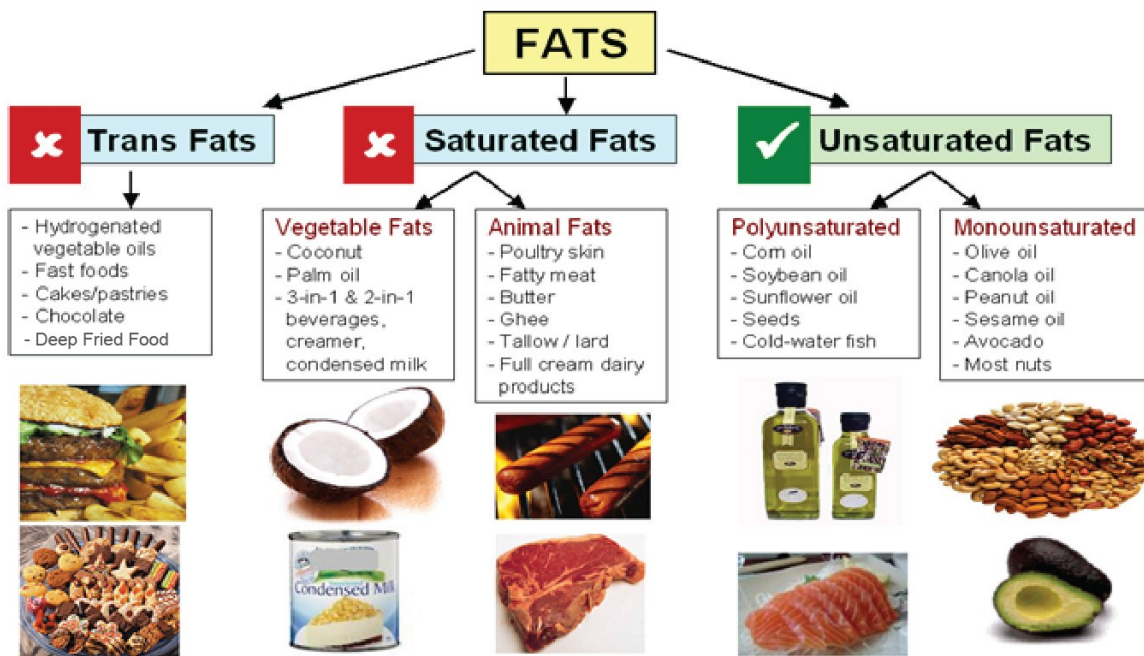 FATS
Trans Fats
Saturated Fats
Unsaturated Fats
- Hydrogenated
vegetable oils
- Fast foods
- Cakes/pastries
- Chocolate
- Deep Fried Food
Vegetable Fats
- Coconut
- Palm oil
- 3-in-1 & 2-in-1
beverages,
creamer,
condensed milk
Animal Fats
- Poultry skin
- Fatty meat
- Butter
- Ghee
- Tallow / lard
- Full cream dairy
products
Polyunsaturated
- Corn oil
- Soybean oil
- Sunflower oil
- Seeds
- Cold-water fish
Monounsaturated
- Olive oil
- Canola oil
- Peanut oil
- Sesame oil
- Avocado
- Most nuts
Condensed Milk